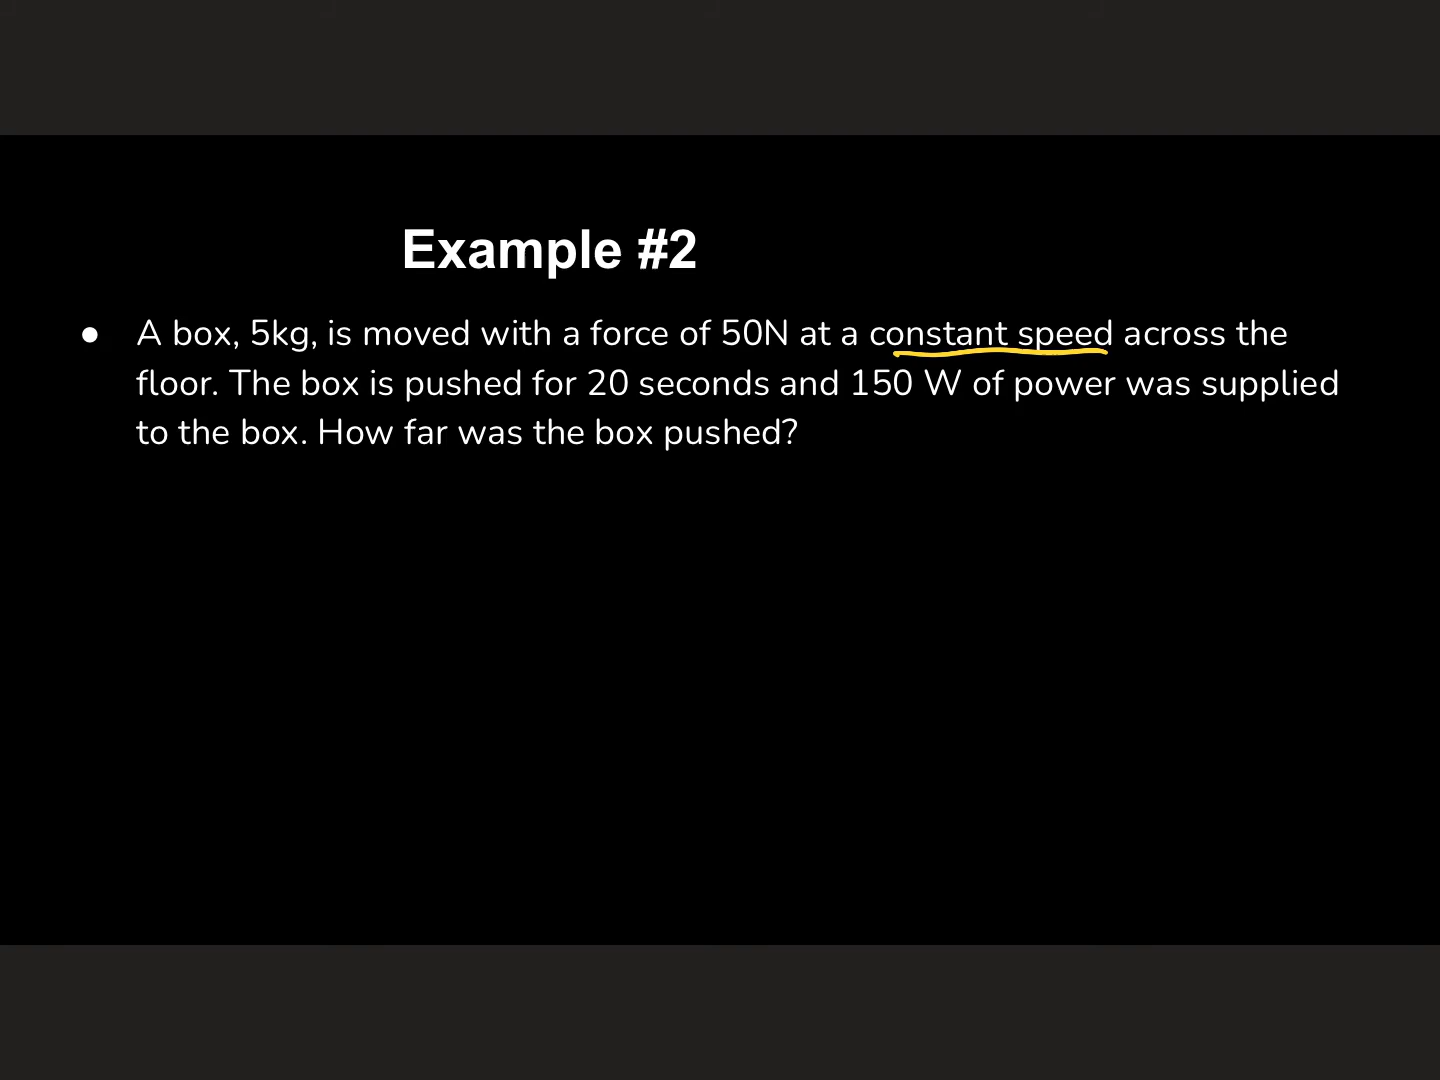 Example #2
● A box, 5kg, is moved with a force of 50N at a constant speed across the
floor. The box is pushed for 20 seconds and 150 W of power was supplied
to the box. How far was the box pushed?